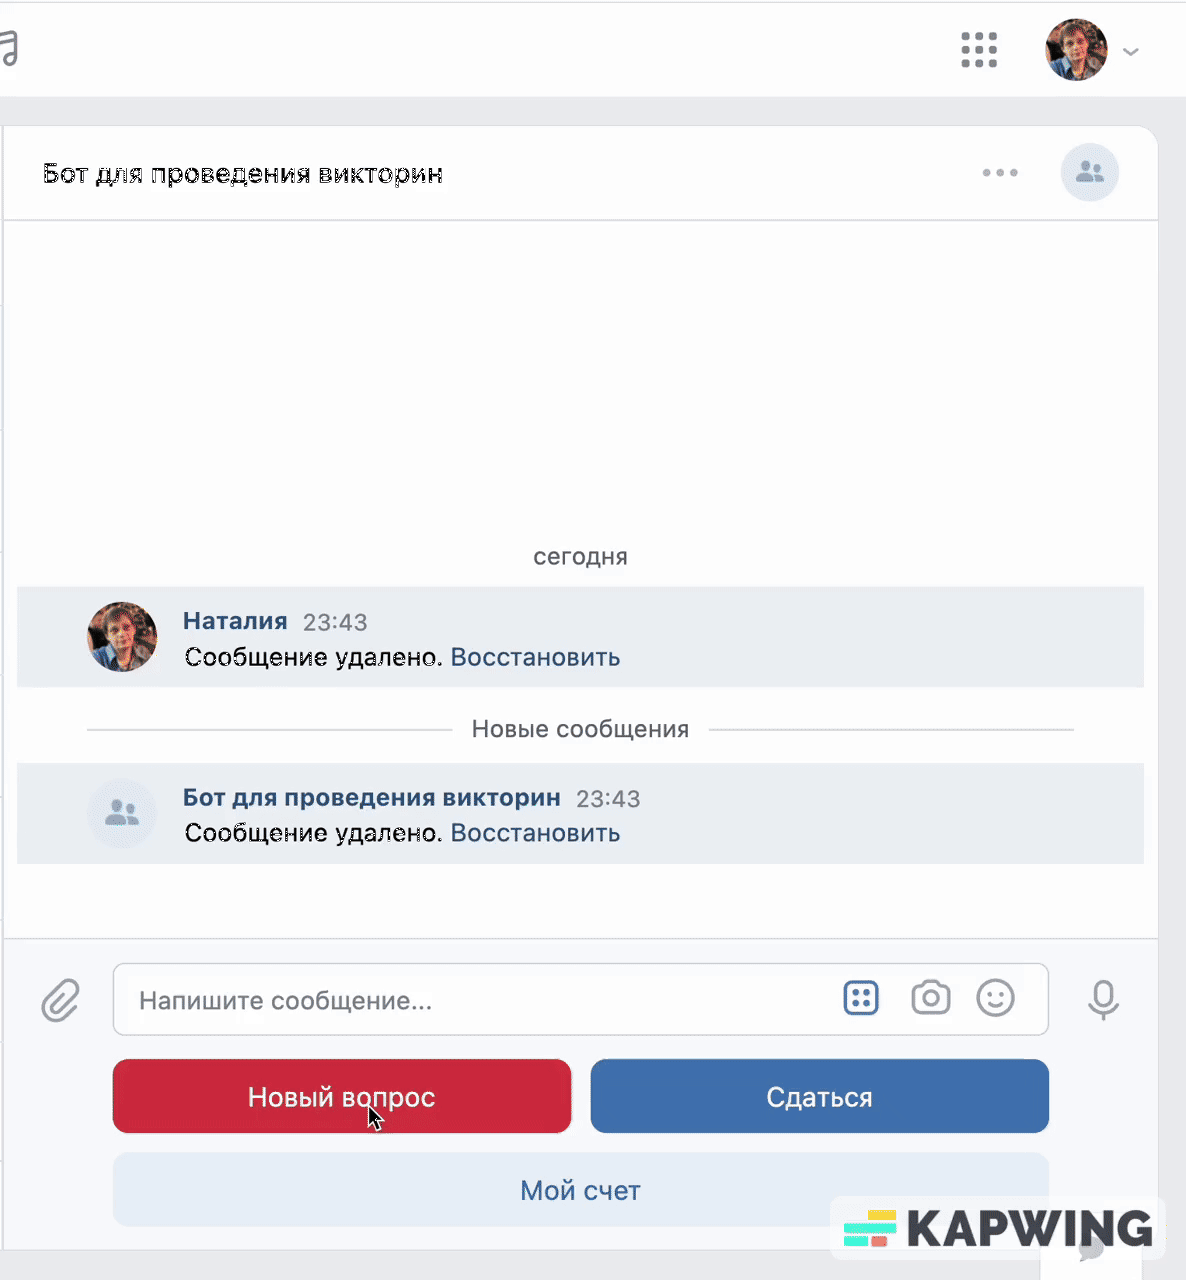 Бот для проведения викторин
сегодня
Наталия 23:43
Сообщение удалено. Восстановить
Новые сообщения
Бот для проведения викторин 23:43
Сообщение удалено. Восстановить
Напишите сообщение...
Новый вопрос
Сдаться
Мой счет
KAPWING